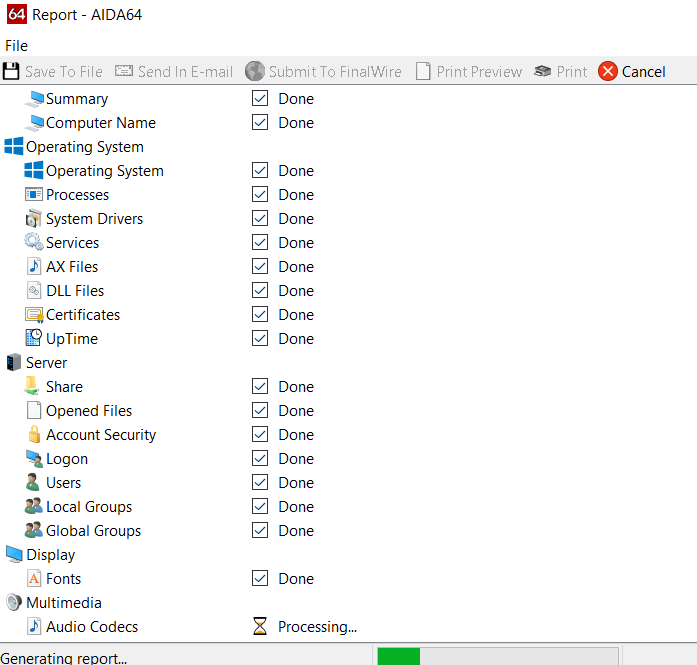 64 Report - AIDA64
File
Save To File Send In E-mail Submit To FinalWire Print Preview Print Cancel
Summary Done
Computer Name Done
Operating System
Operating System Done
Processes Done
System Drivers Done
Services Done
AX Files Done
DLL Files Done
Certificates Done
UpTime Done
Server
Share Done
Opened Files Done
Account Security Done
Logon Done
Users Done
Local Groups Done
Global Groups Done
Display
A Fonts Done
Multimedia
Audio Codecs Processing...
Generating report...